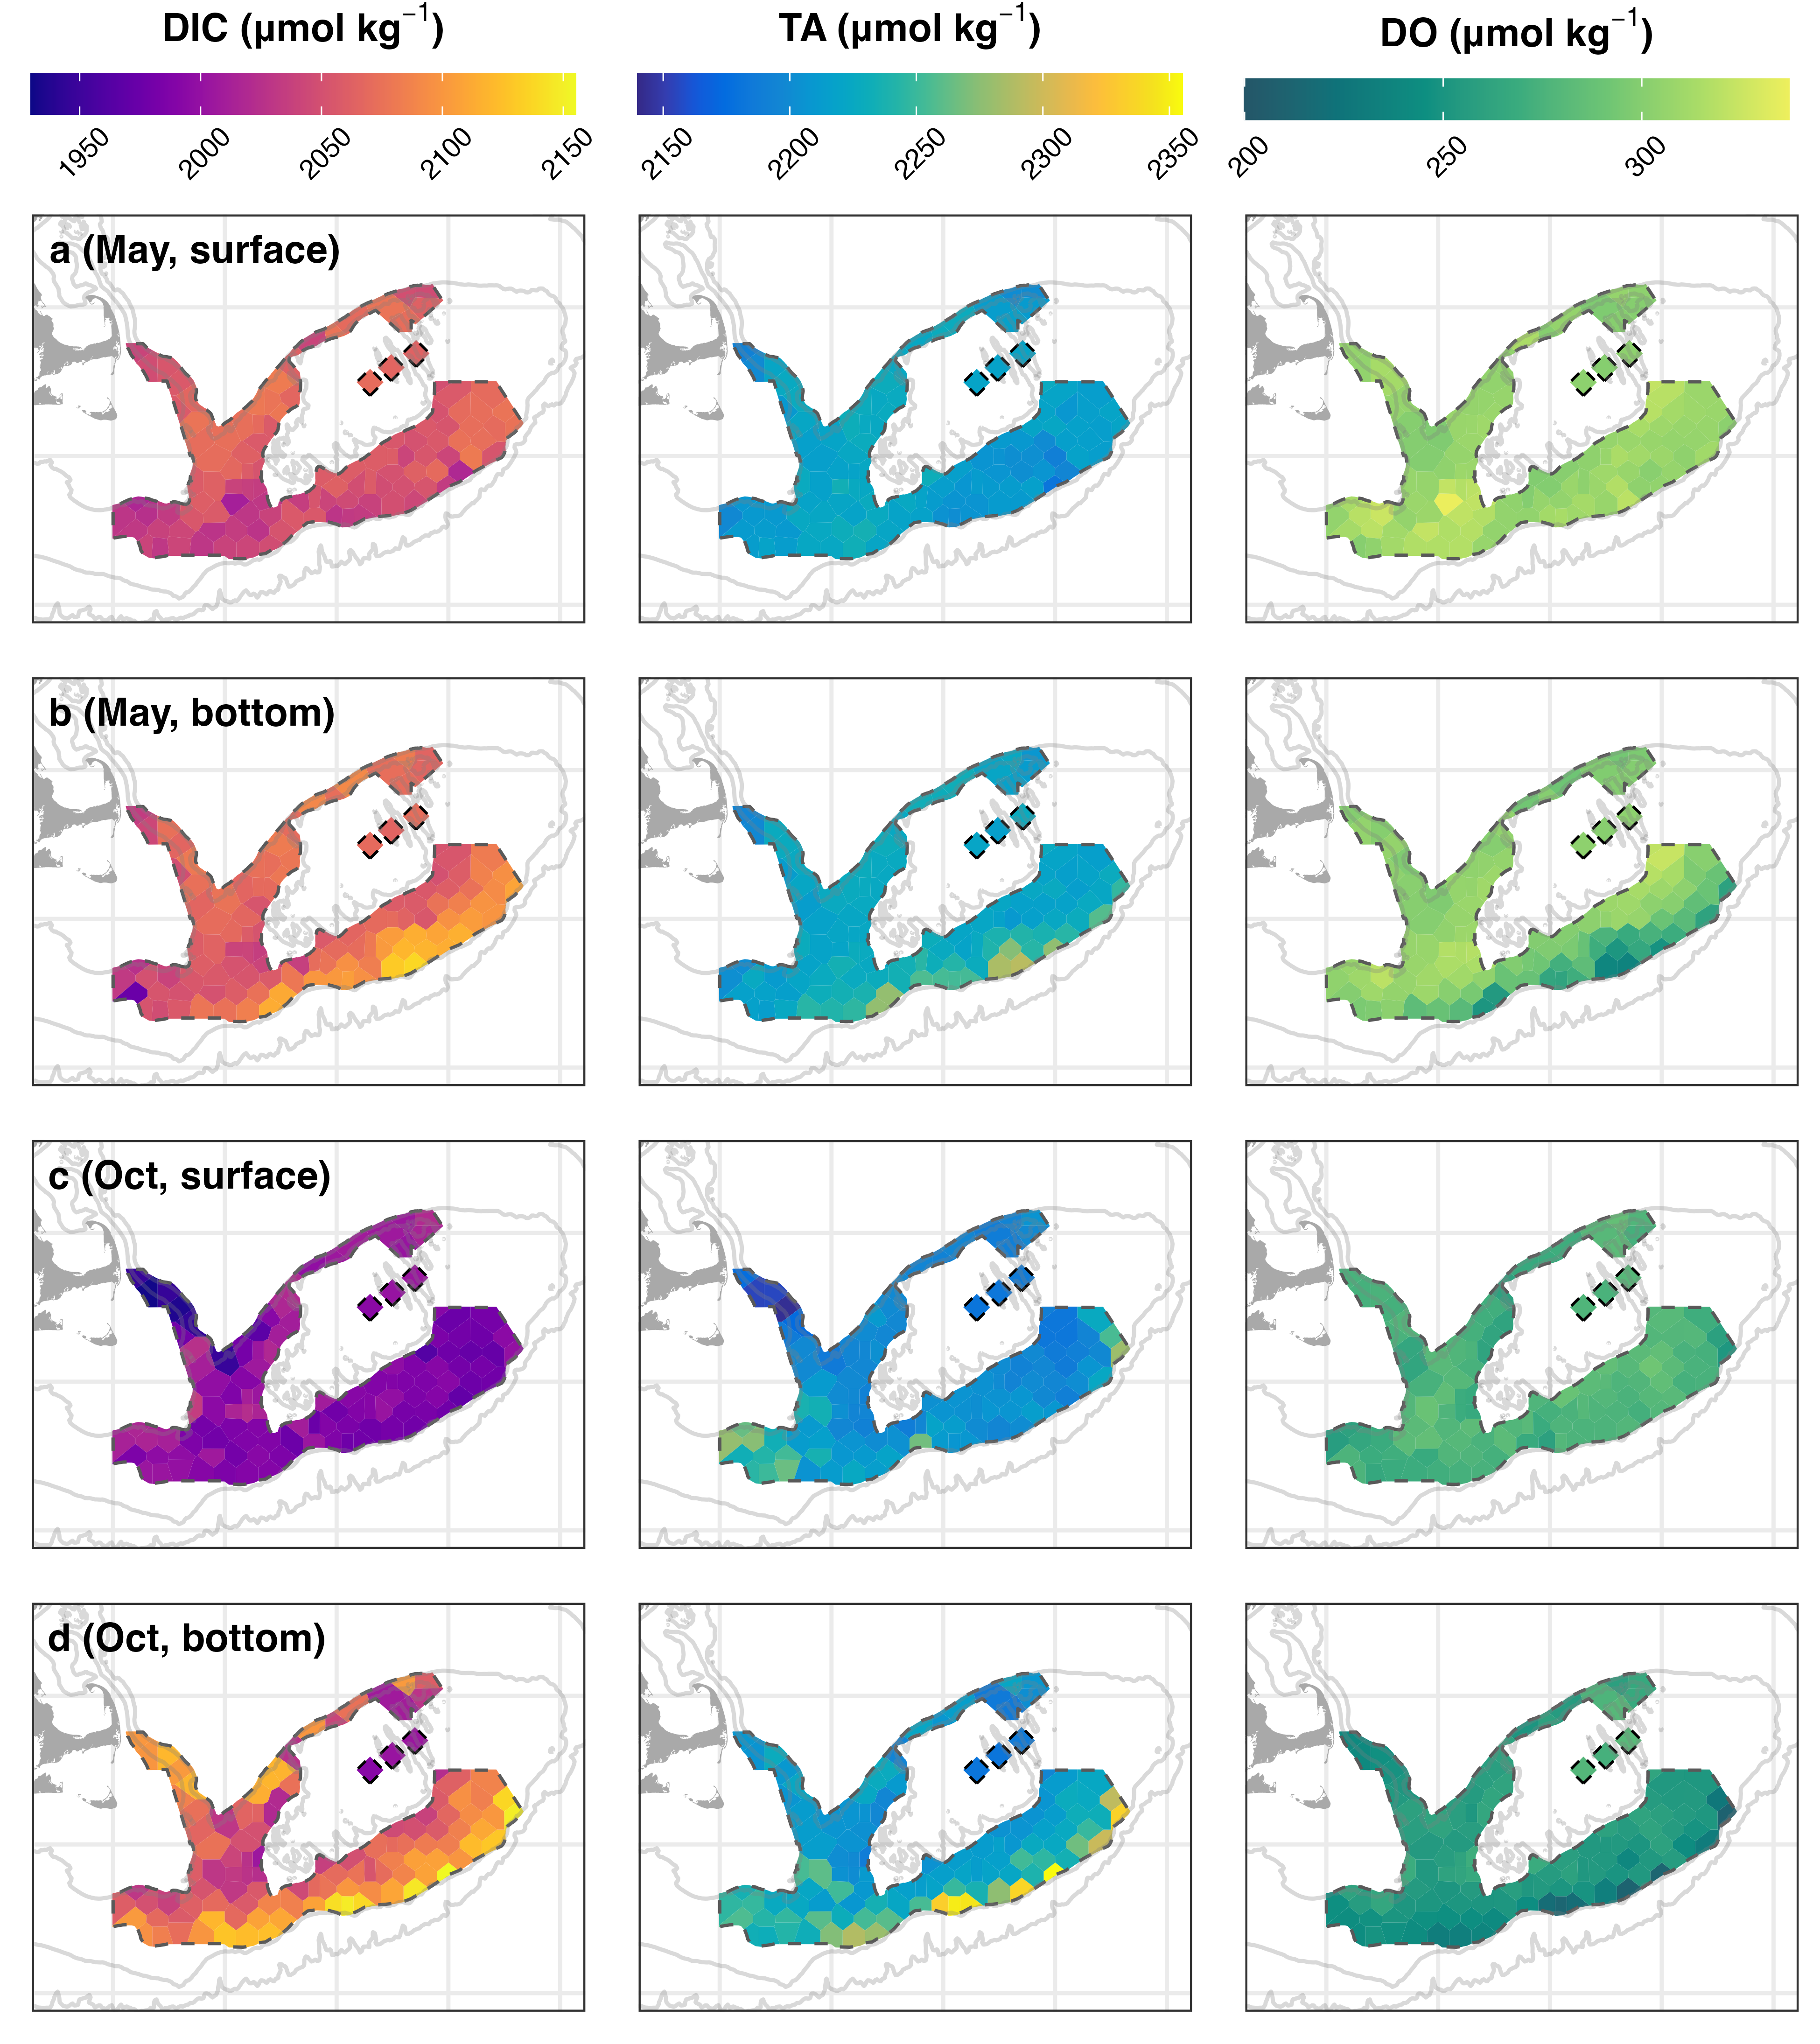 DIC (µmol kg⁻¹)
TA (µmol kg⁻¹)
DO (µmol kg⁻¹)
1950 2000 2050 2100 2150
2150 2200 2250 2300 2350
200 250 300
a (May, surface)
b (May, bottom)
c (Oct, surface)
d (Oct, bottom)